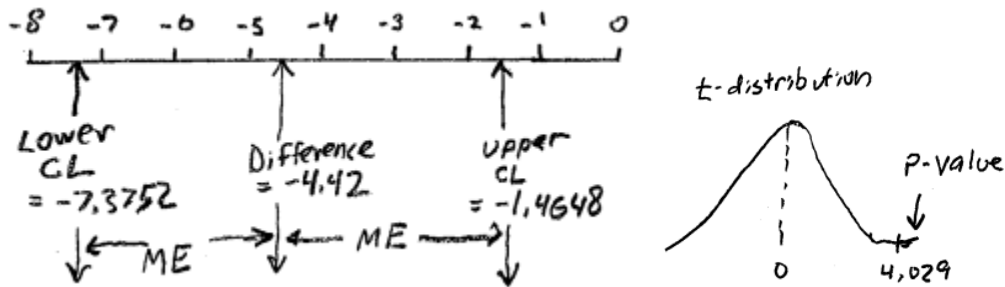 -8 -7 -6 -5 -4 -3 -2 -1 0
Lower
CL
= -7.3752
Difference
= -4.42
upper
CL
= -1.4648
ME
ME
t-distribution
p-value
0
4.029